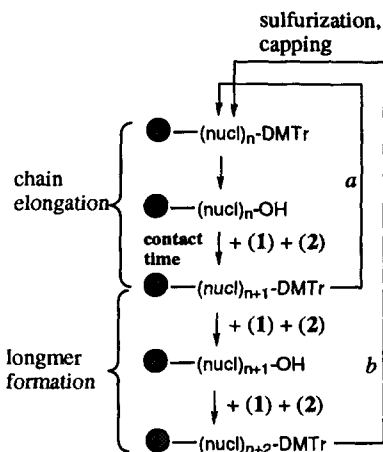 sulfurization,
capping
(nucl)n-DMTr
a
chain
elongation
(nucl)n-OH
contact
time
+ (1) + (2)
(nucl)n+1-DMTr
+ (1) + (2)
longmer
formation
(nucl)n+1-OH
b
+ (1) + (2)
(nucl)n+2-DMTr